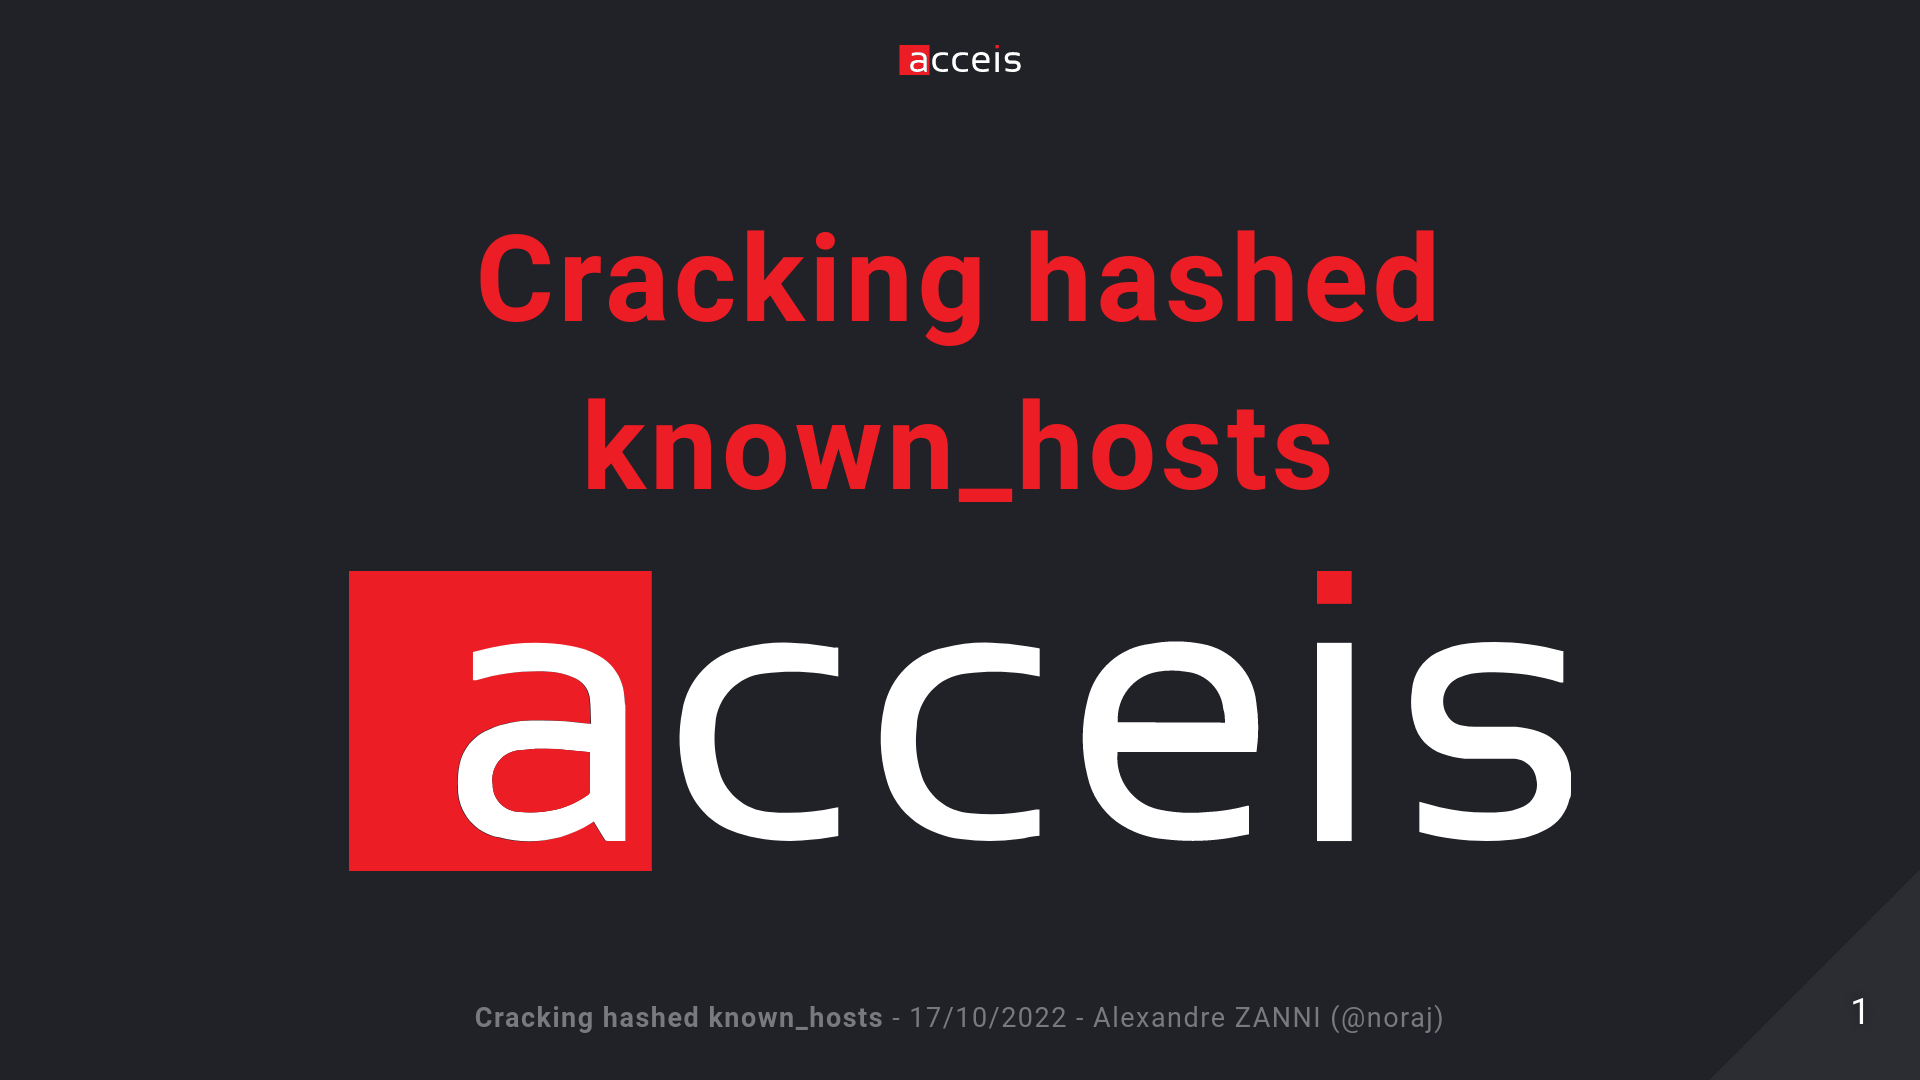 acceis
Cracking hashed
known_hosts
acceis
Cracking hashed known_hosts - 17/10/2022 - Alexandre ZANNI (@noraj)
1